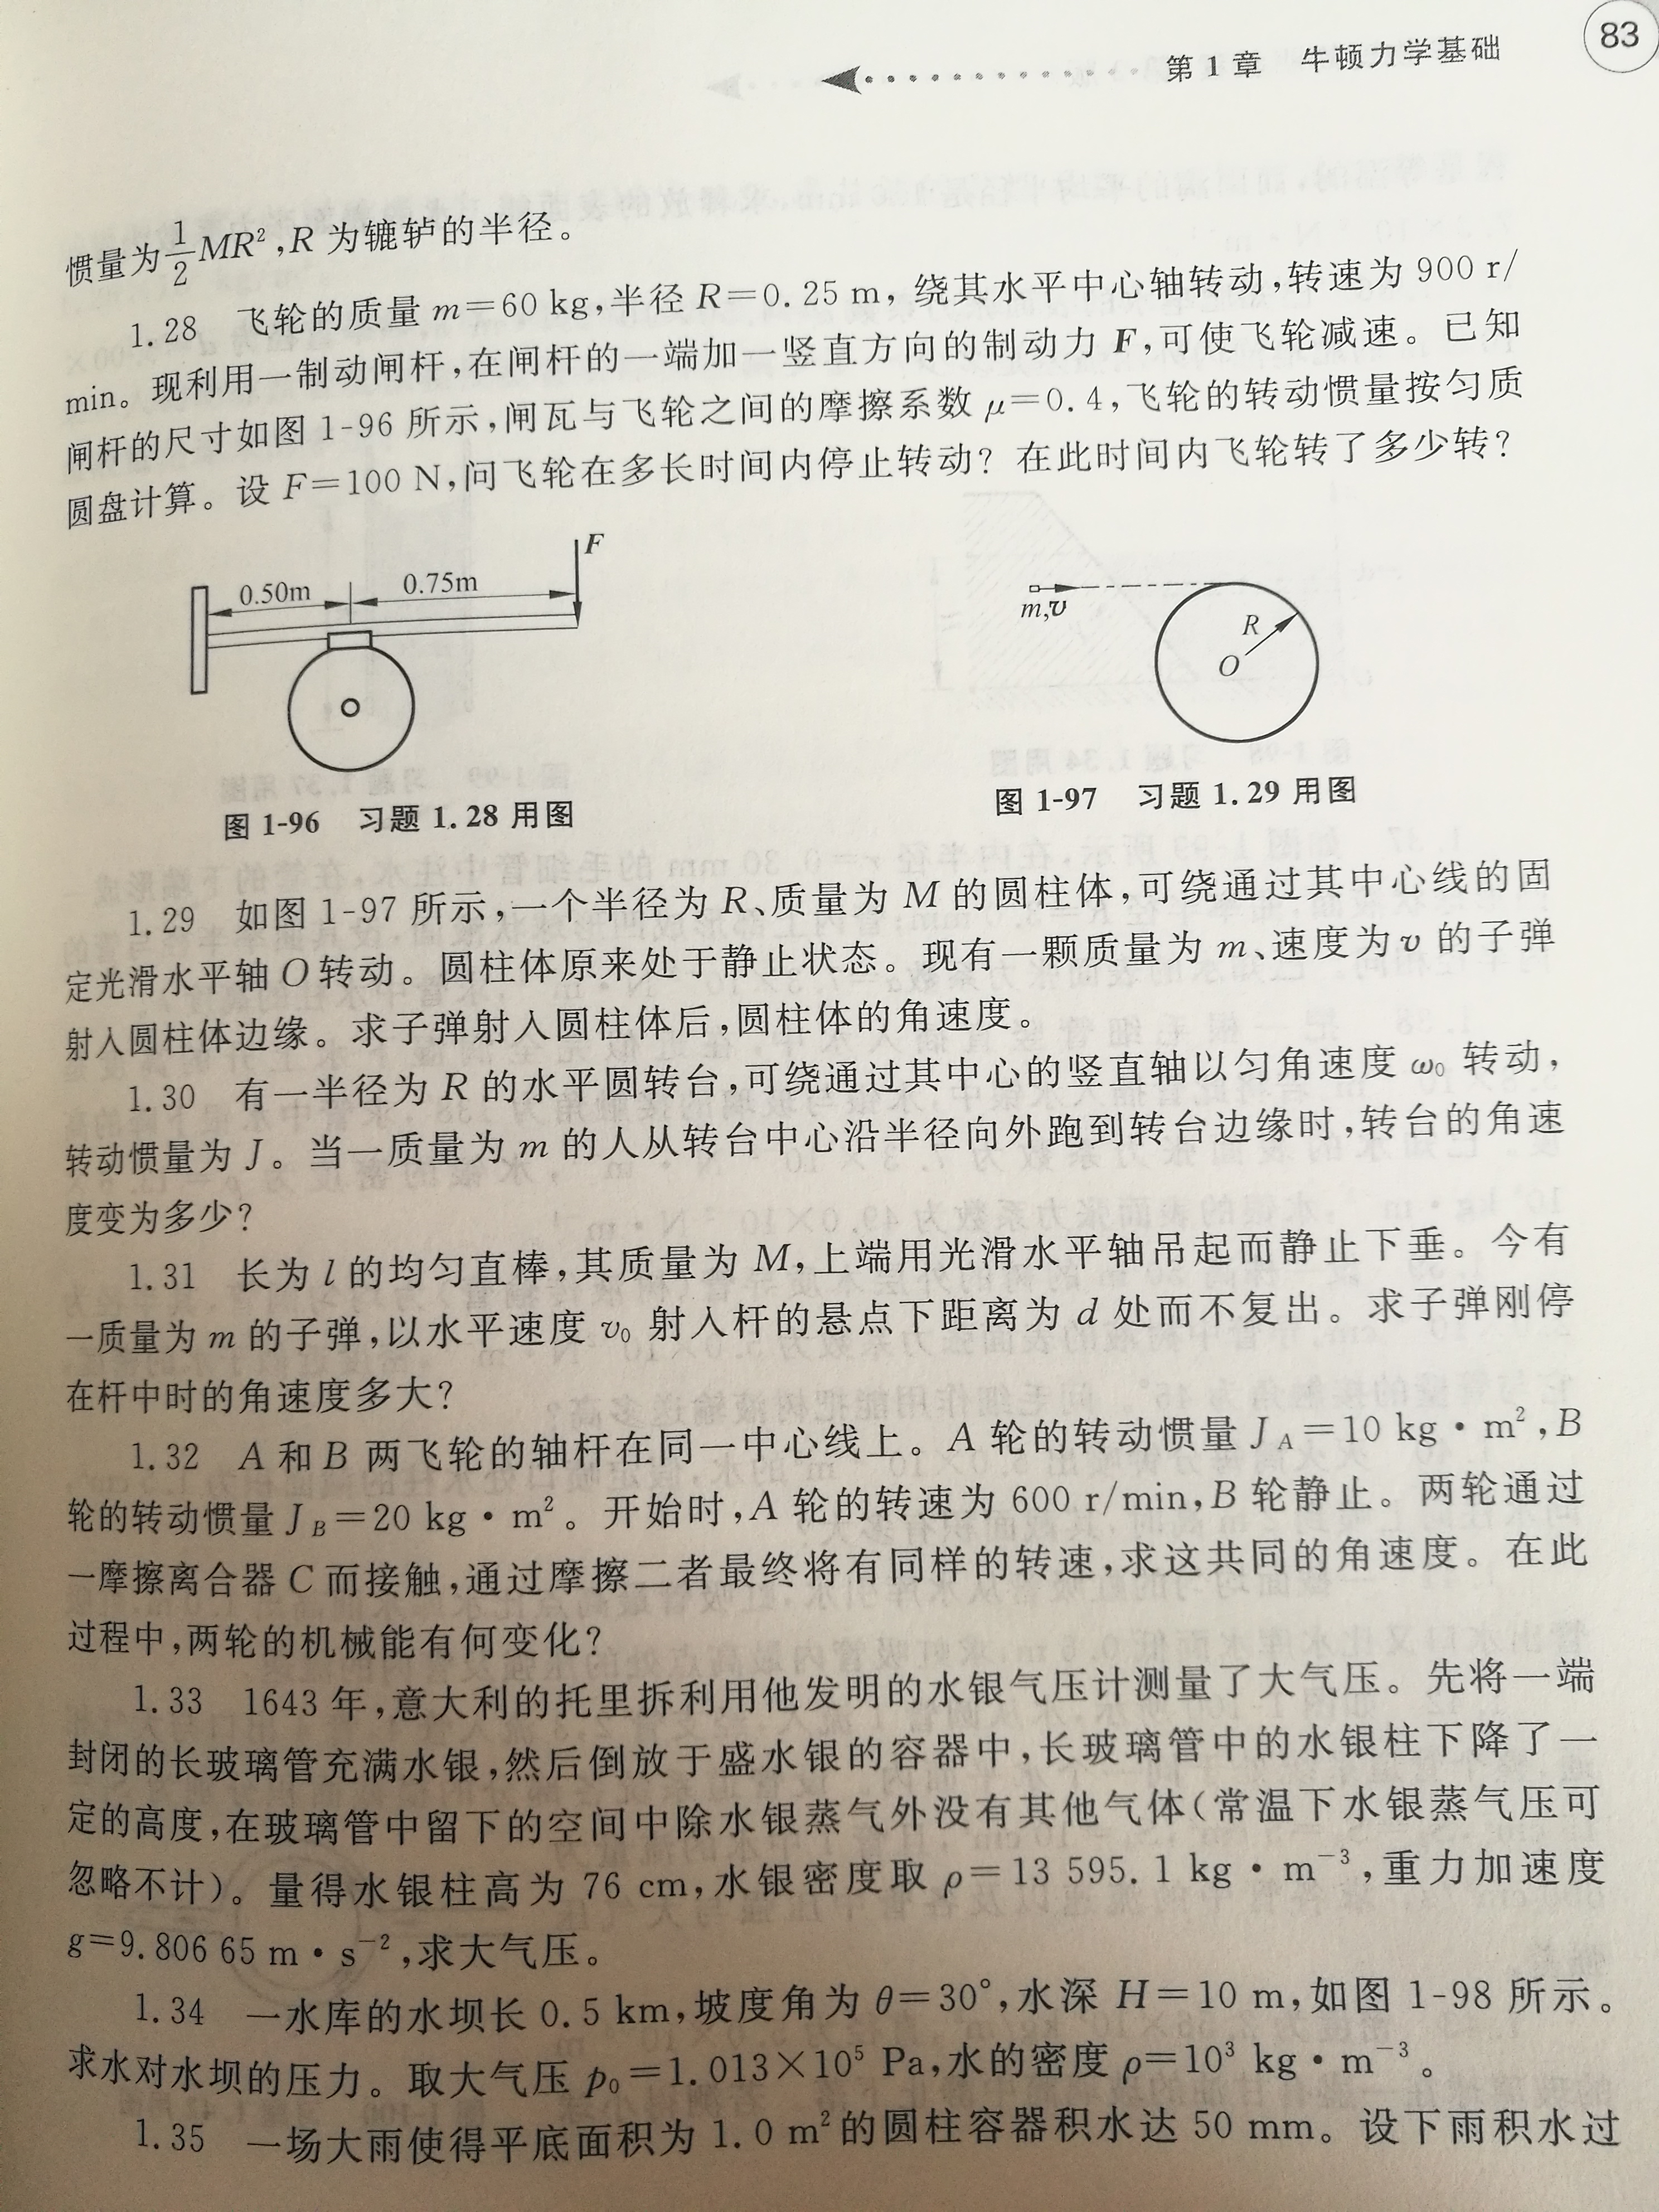 83
第1章 牛顿力学基础
惯量为\frac{1}{2}MR²,R 为辘轳的半径。
1.28 飞轮的质量 m=60 kg,半径 R=0.25 m, 绕其水平中心轴转动,转速为 900 r/
min。现利用一制动闸杆,在闸杆的一端加一竖直方向的制动力 F,可使飞轮减速。已知
闸杆的尺寸如图 1-96 所示,闸瓦与飞轮之间的摩擦系数 μ=0.4,飞轮的转动惯量按匀质
圆盘计算。设 F=100 N,问飞轮在多长时间内停止转动? 在此时间内飞轮转了多少转?
F
0.50m 0.75m
图 1-96 习题 1.28 用图
m,v
R
O
图 1-97 习题 1.29 用图
1.29 如图 1-97 所示,一个半径为 R、质量为 M 的圆柱体,可绕通过其中心线的固
定光滑水平轴 O 转动。圆柱体原来处于静止状态。现有一颗质量为 m、速度为 v 的子弹
射入圆柱体边缘。求子弹射入圆柱体后,圆柱体的角速度。
1.30 有一半径为 R 的水平圆转台,可绕通过其中心的竖直轴以匀角速度 ω₀ 转动,
转动惯量为 J。当一质量为 m 的人从转台中心沿半径向外跑到转台边缘时,转台的角速
度变为多少?
1.31 长为 l 的均匀直棒,其质量为 M,上端用光滑水平轴吊起而静止下垂。今有
一质量为 m 的子弹,以水平速度 v₀ 射入杆的悬点下距离为 d 处而不复出。求子弹刚停
在杆中时的角速度多大?
1.32 A 和 B 两飞轮的轴杆在同一中心线上。A 轮的转动惯量 J_A=10 kg·m²,B
轮的转动惯量 J_B=20 kg·m²。开始时,A 轮的转速为 600 r/min,B 轮静止。两轮通过
一摩擦离合器 C 而接触,通过摩擦二者最终将有同样的转速,求这共同的角速度。在此
过程中,两轮的机械能有何变化?
1.33 1643 年,意大利的托里拆利用他发明的水银气压计测量了大气压。先将一端
封闭的长玻璃管充满水银,然后倒放于盛水银的容器中,长玻璃管中的水银柱下降了一
定的高度,在玻璃管中留下的空间中除水银蒸气外没有其他气体(常温下水银蒸气压可
忽略不计)。量得水银柱高为 76 cm,水银密度取 ρ=13 595.1 kg·m⁻³,重力加速度
g=9.806 65 m·s⁻²,求大气压。
1.34 一水库的水坝长 0.5 km,坡度角为 θ=30°,水深 H=10 m,如图 1-98 所示。
求水对水坝的压力。取大气压 p₀=1.013×10⁵ Pa,水的密度 ρ=10³ kg·m⁻³。
1.35 一场大雨使得平底面积为 1.0 m² 的圆柱容器积水达 50 mm。设下雨积水过